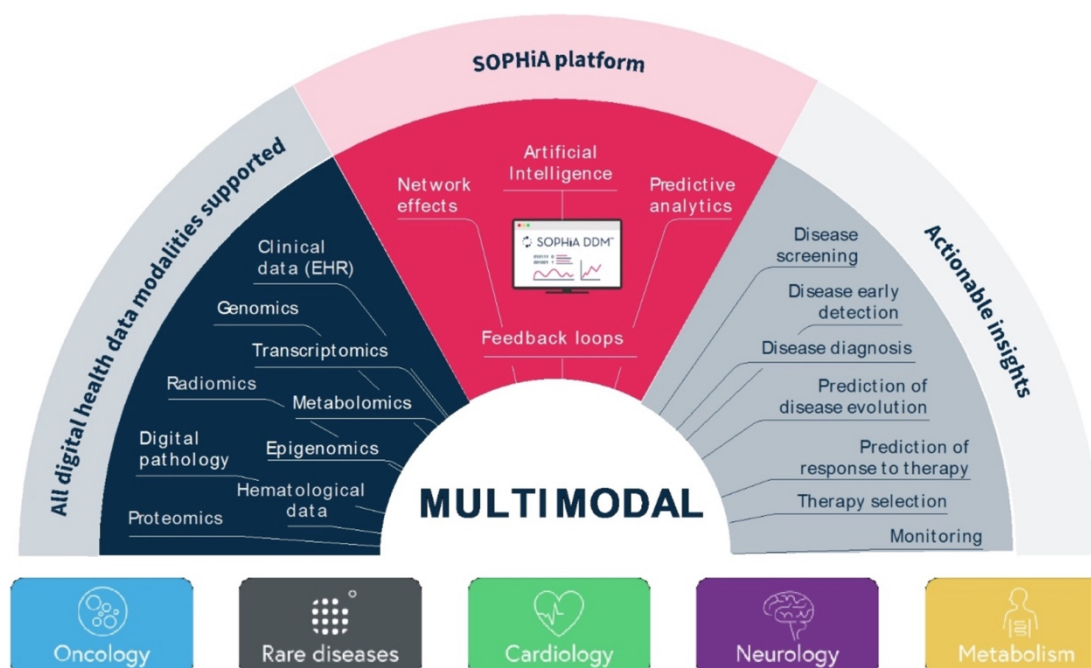 SOPHiA platform
All digital health data modalities supported
Actionable insights
Artificial
Intelligence
Network
effects
Predictive
analytics
SOPHiA DDM™
Feedback loops
Clinical
data (EHR)
Genomics
Transcriptomics
Radiomics
Metabolomics
Digital
pathology
Epigenomics
Hematological
data
Proteomics
Disease
screening
Disease early
detection
Disease diagnosis
Prediction of
disease evolution
Prediction of
response to therapy
Therapy selection
Monitoring
MULTIMODAL
Oncology
Rare diseases
Cardiology
Neurology
Metabolism